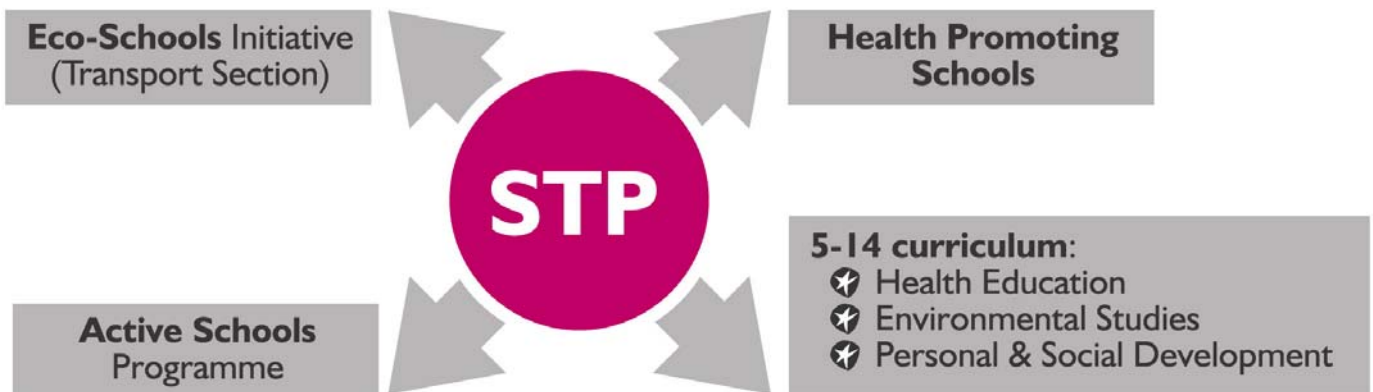 Eco-Schools Initiative
(Transport Section)
Health Promoting
Schools
STP
Active Schools
Programme
5-14 curriculum:
Health Education
Environmental Studies
Personal & Social Development